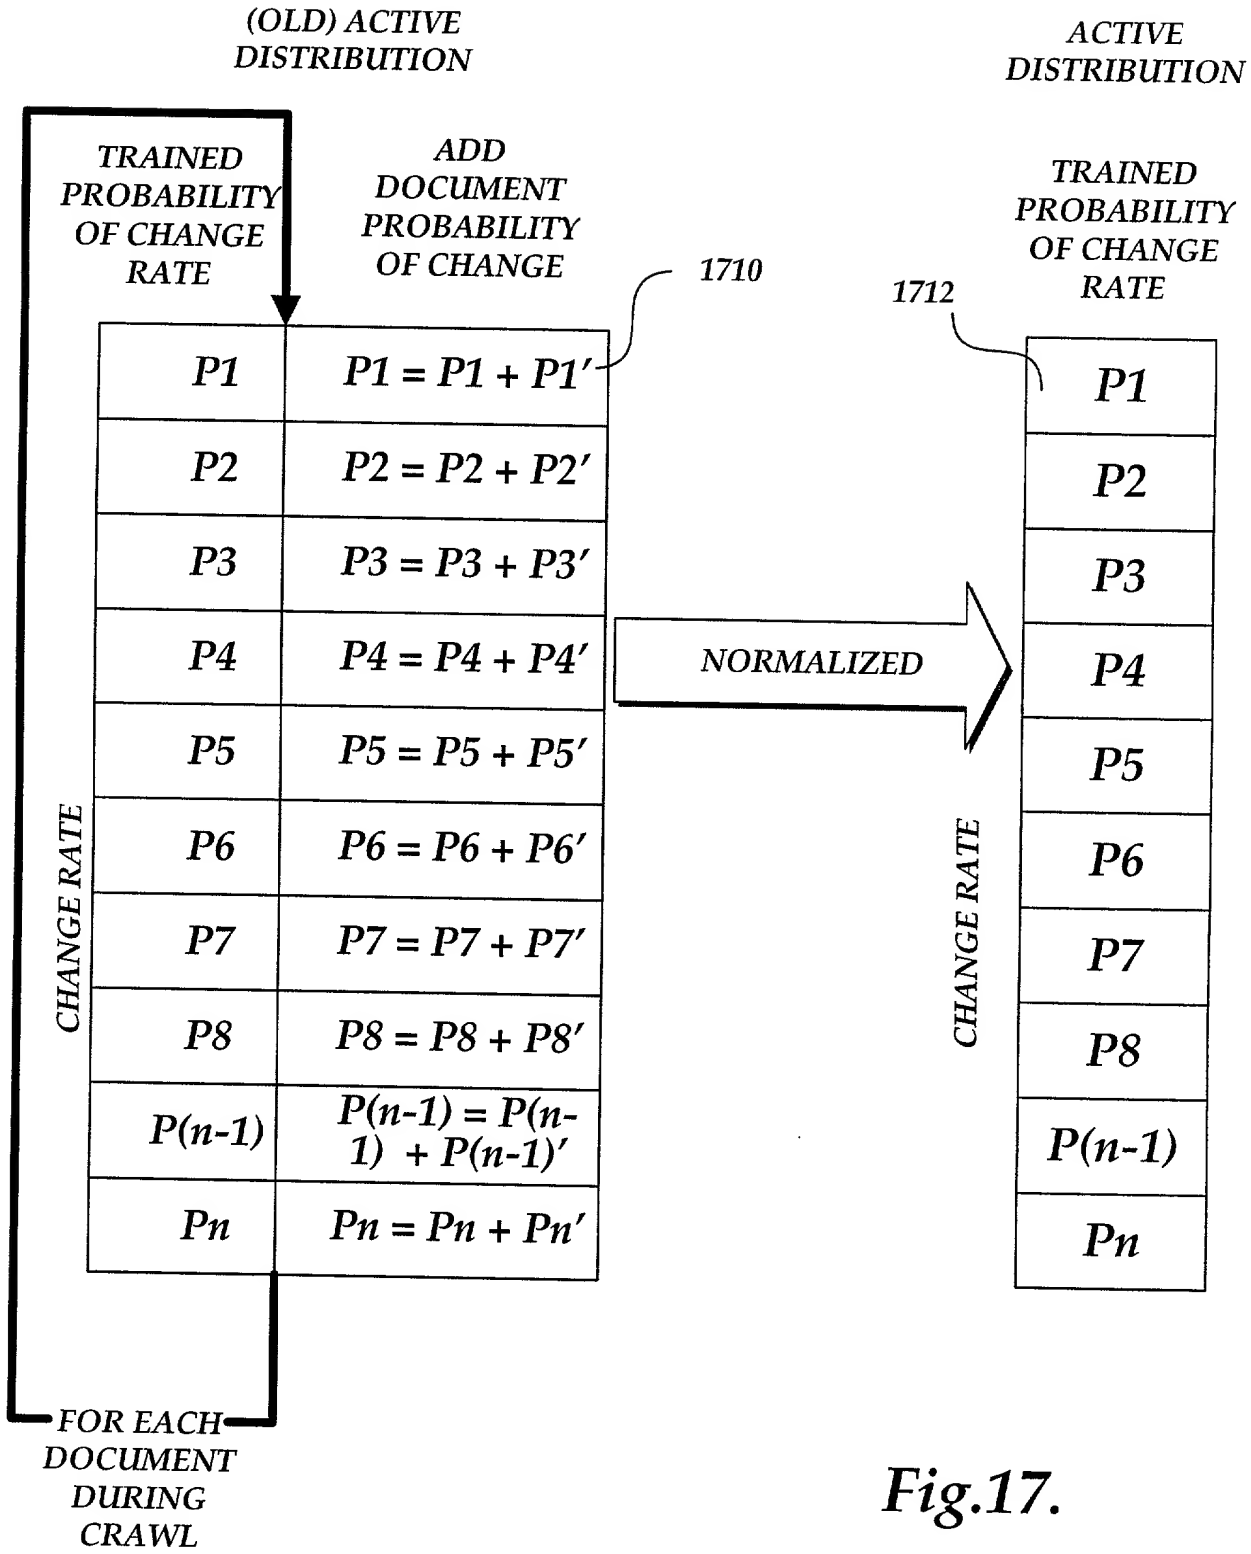 (OLD) ACTIVE
DISTRIBUTION
ACTIVE
DISTRIBUTION
TRAINED
PROBABILITY
OF CHANGE
RATE
ADD
DOCUMENT
PROBABILITY
OF CHANGE
1710
TRAINED
PROBABILITY
OF CHANGE
RATE
1712
P1
P1 = P1 + P1′
P2
P2 = P2 + P2′
P3
P3 = P3 + P3′
P4
P4 = P4 + P4′
P5
P5 = P5 + P5′
P6
P6 = P6 + P6′
P7
P7 = P7 + P7′
P8
P8 = P8 + P8′
P(n-1)
P(n-1) = P(n-
1) + P(n-1)′
Pn
Pn = Pn + Pn′
CHANGE RATE
FOR EACH
DOCUMENT
DURING
CRAWL
NORMALIZED
P1
P2
P3
P4
P5
P6
P7
P8
P(n-1)
Pn
CHANGE RATE
Fig.17.